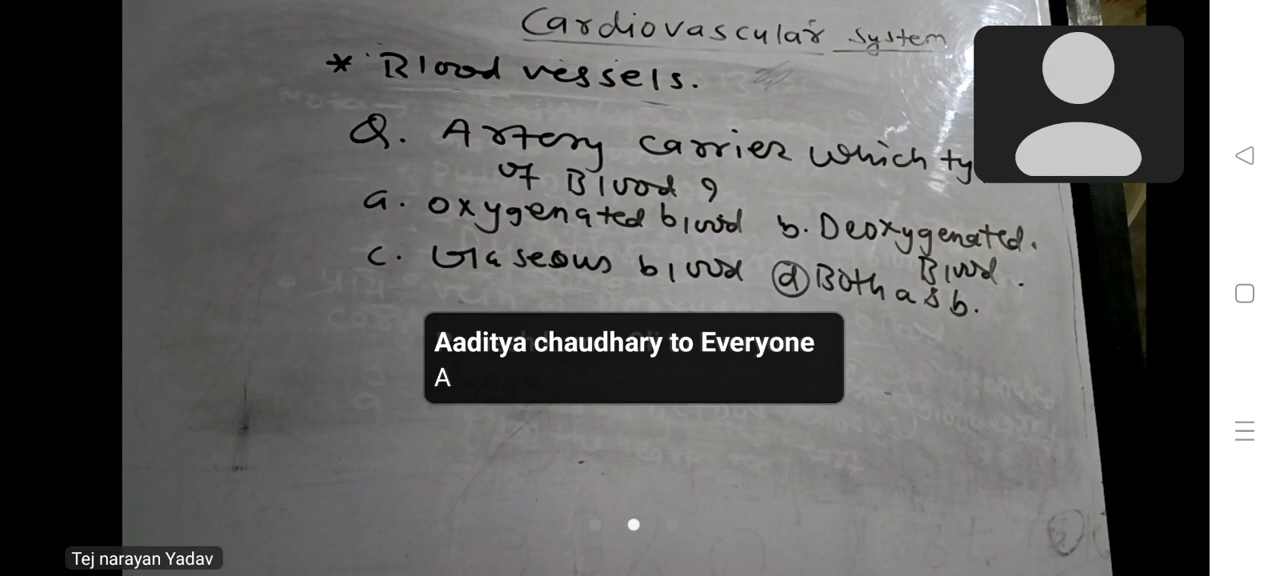 Cardiovascular System
* Blood vessels.
Q. Artery carries which ty
of Blood ?
a. oxygenated blood b. Deoxygenated.
Blood.
c. Gaseous blood d Both a & b.
Aaditya chaudhary to Everyone
A
Tej narayan Yadav